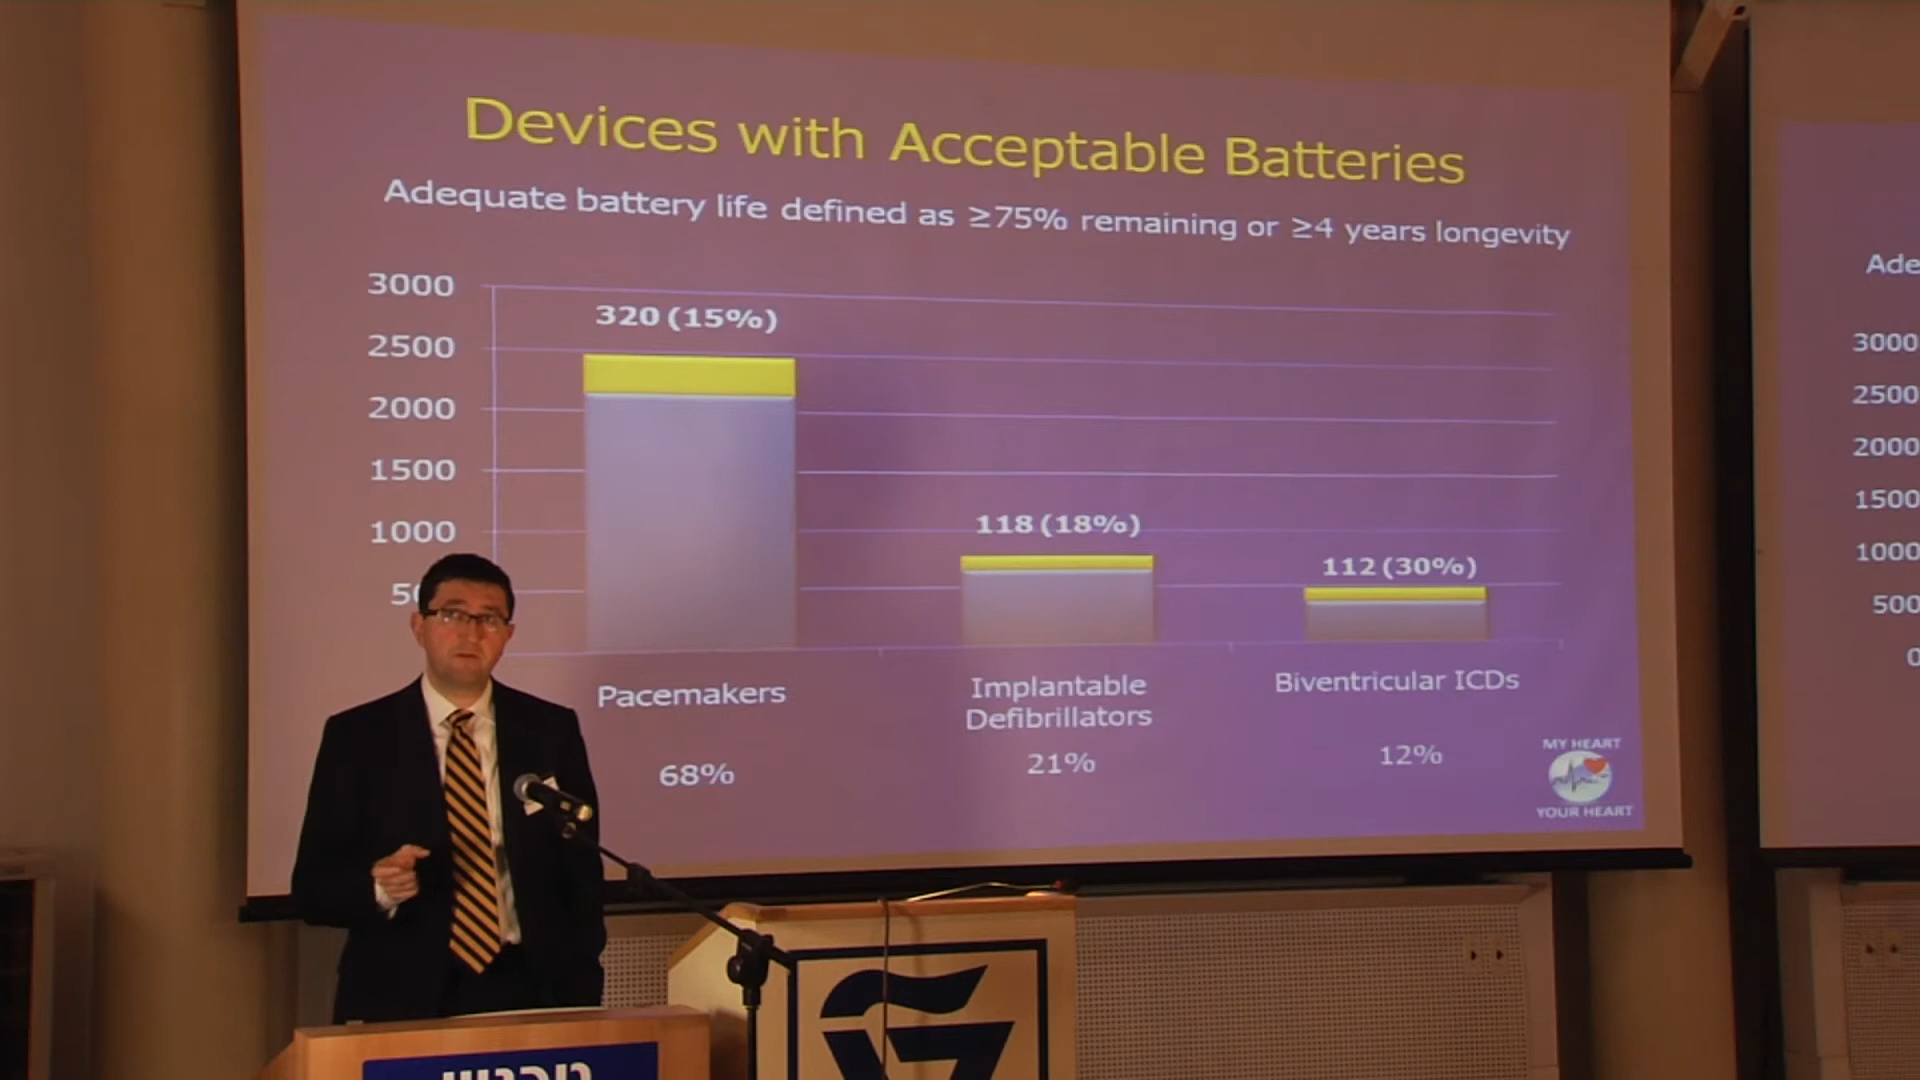 Devices with Acceptable Batteries
Adequate battery life defined as ≥75% remaining or ≥4 years longevity
3000
2500
2000
1500
1000
320 (15%)
118 (18%)
112 (30%)
Pacemakers
Implantable
Defibrillators
Biventricular ICDs
68%
21%
12%
MY HEART
YOUR HEART
Ade
3000
2500
2000
1500
1000
500
0